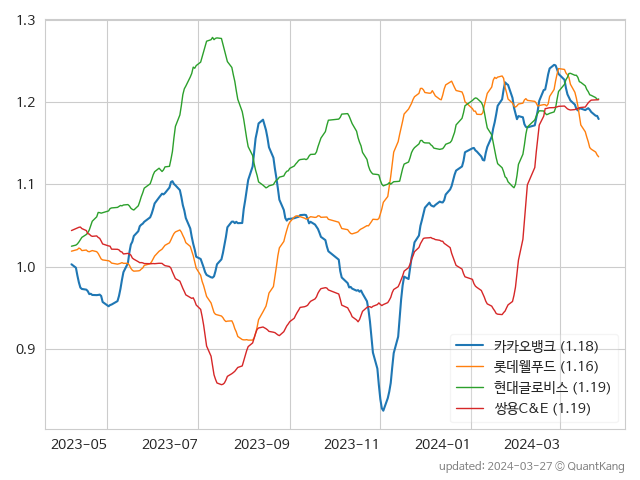 1.3
1.2
1.1
1.0
0.9
카카오뱅크 (1.18)
롯데웰푸드 (1.16)
현대글로비스 (1.19)
쌍용C&E (1.19)
2023-05 2023-07 2023-09 2023-11 2024-01 2024-03
updated: 2024-03-27 © QuantKang